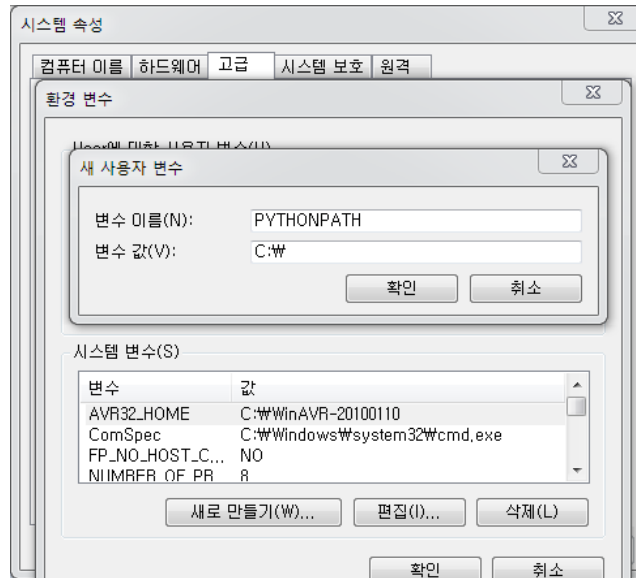 시스템 속성
컴퓨터 이름 하드웨어 고급 시스템 보호 원격
환경 변수
새 사용자 변수
변수 이름(N): PYTHONPATH
변수 값(V): C:₩
확인 취소
시스템 변수(S)
변수 값
AVR32_HOME C:₩WinAVR-20100110
ComSpec C:₩Windows₩system32₩cmd.exe
FP_NO_HOST_C... NO
NUMBER_OF_PR... 8
새로 만들기(W)... 편집(I)... 삭제(L)
확인 취소